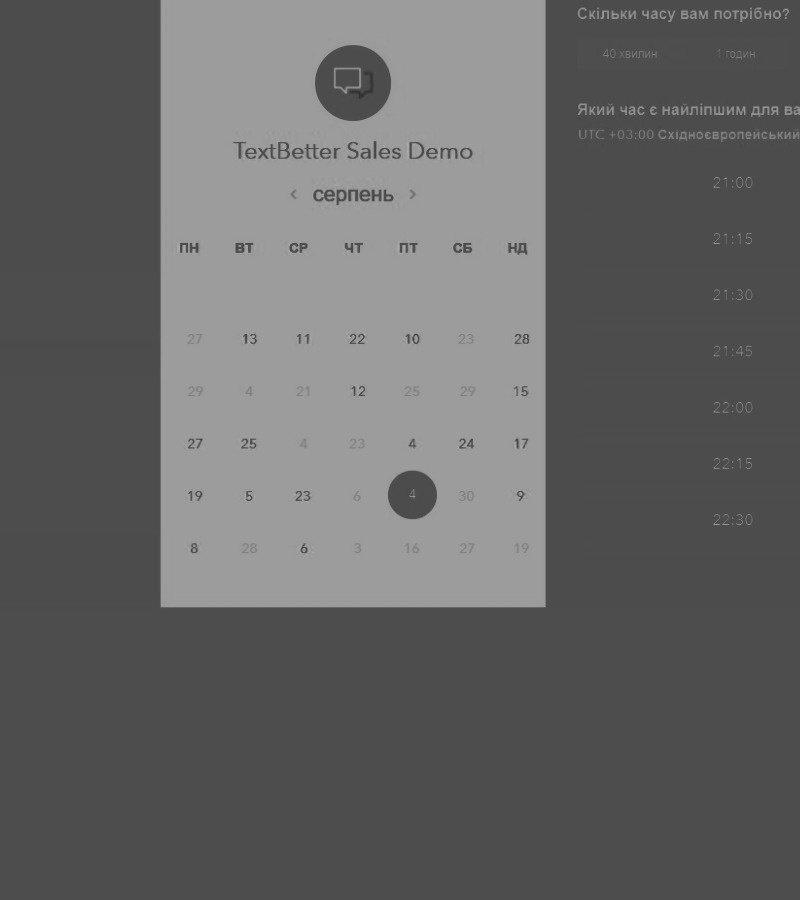 TextBetter Sales Demo
‹ серпень ›
ПН ВТ СР ЧТ ПТ СБ НД
27 13 11 22 10 23 28
29 4 21 12 25 29 15
27 25 4 23 4 24 17
19 5 23 6 4 30 9
8 28 6 3 16 27 19
Скільки часу вам потрібно?
40 хвилин 1 годин
Який час є найліпшим для ва
UTC +03:00 Східноєвропейський
21:00
21:15
21:30
21:45
22:00
22:15
22:30